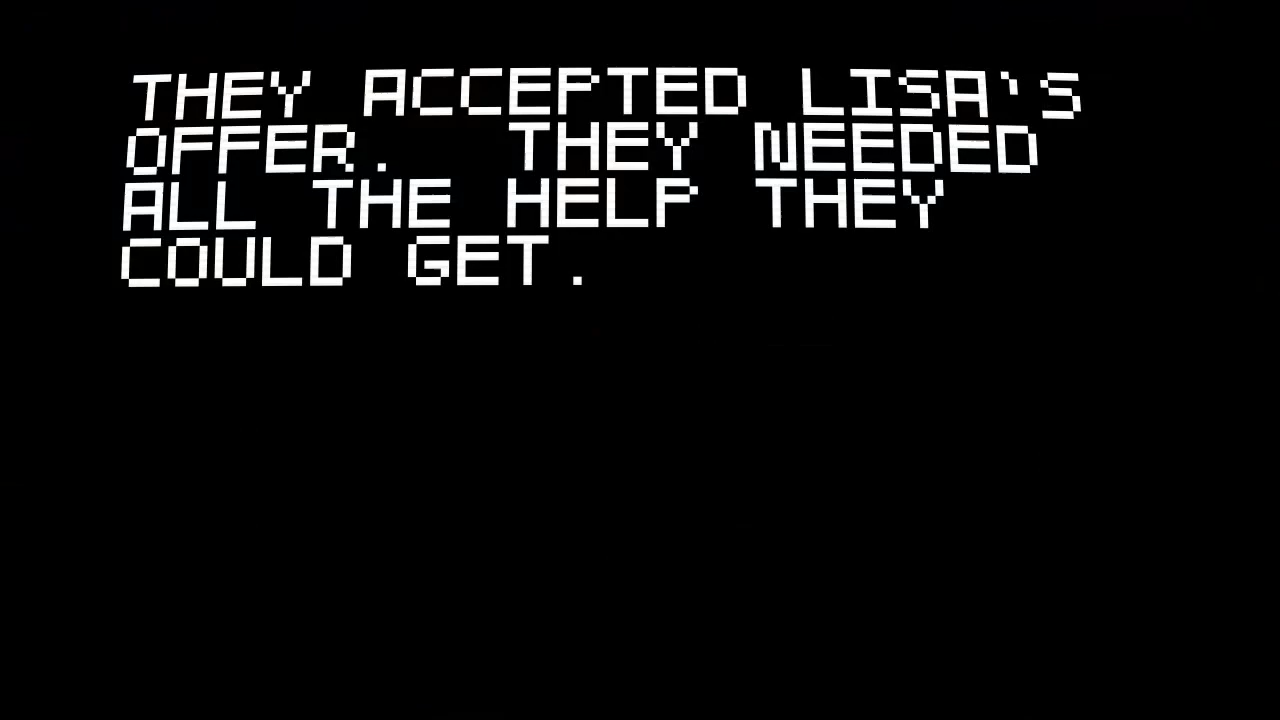 THEY ACCEPTED LISA'S
OFFER.  THEY NEEDED
ALL THE HELP THEY
COULD GET.